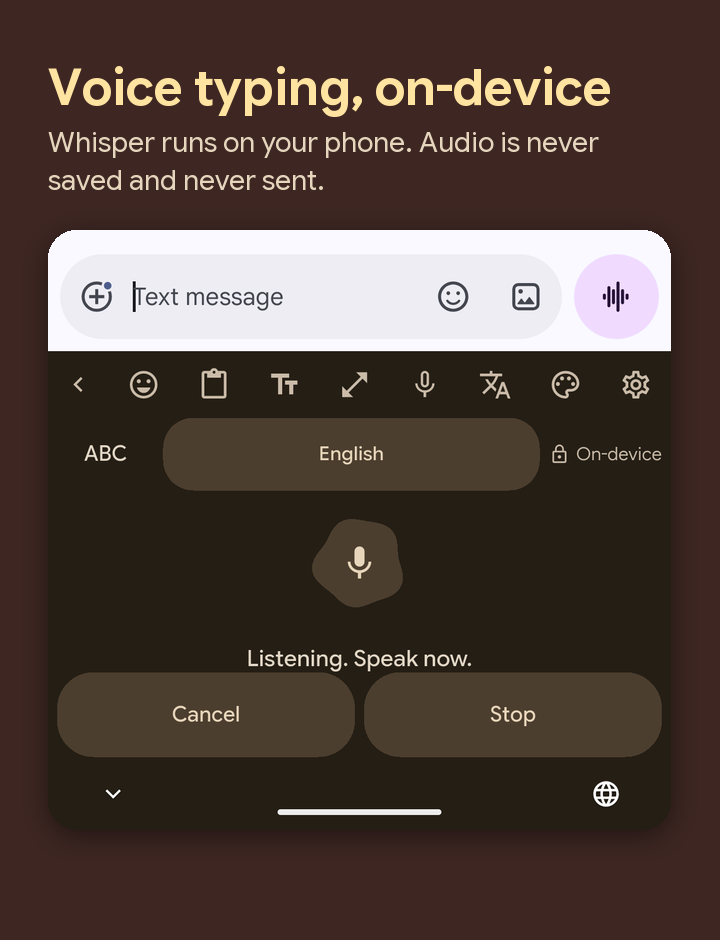 Voice typing, on-device
Whisper runs on your phone. Audio is never
saved and never sent.
Text message
ABC
English
On-device
Listening. Speak now.
Cancel
Stop